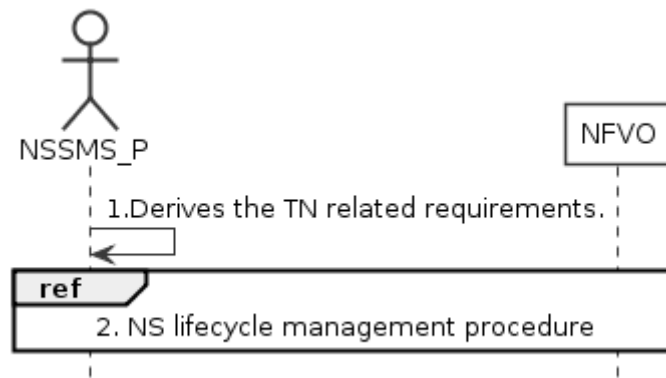 NSSMS_P
NFVO
1.Derives the TN related requirements.
ref
2. NS lifecycle management procedure